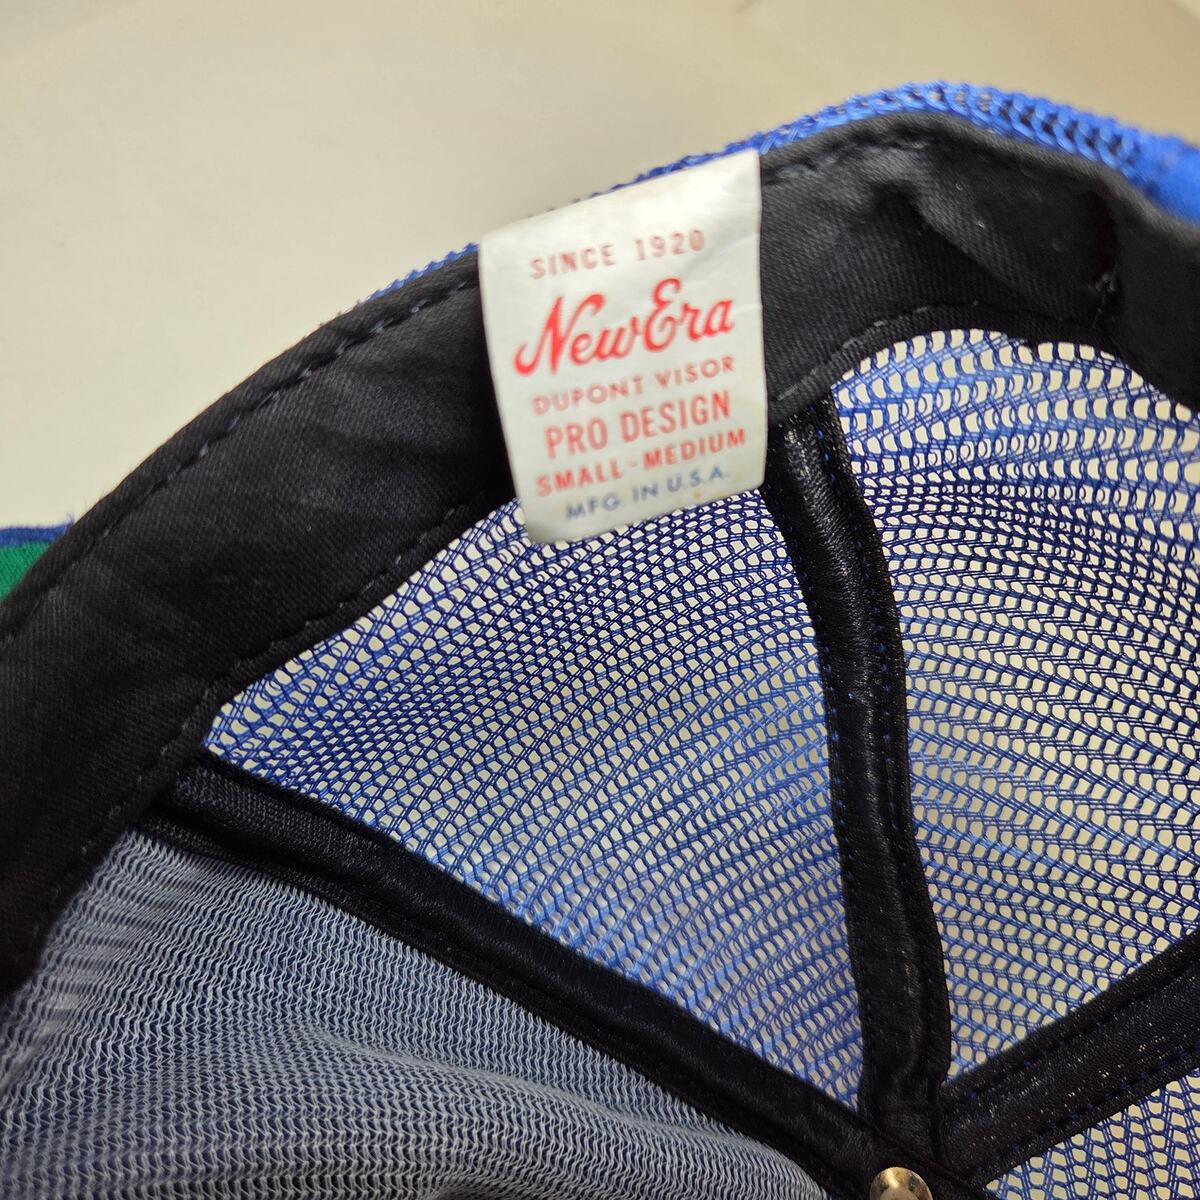 SINCE 1920
NewEra
DUPONT VISOR
PRO DESIGN
SMALL-MEDIUM
MFG. IN U.S.A.